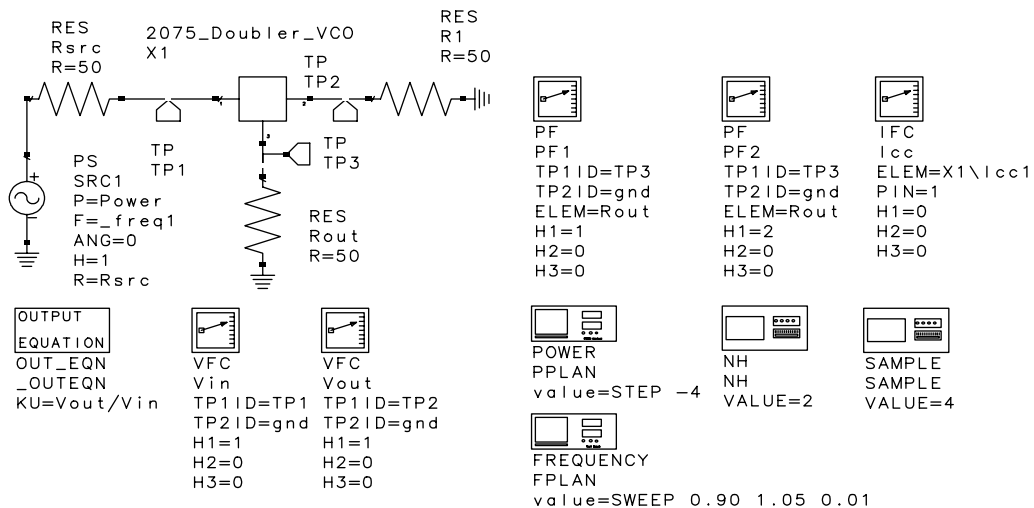 RES
Rsrc
R=50
2075_Doubler_VCO
X1
TP
TP2
RES
R1
R=50
1
2
3
TP
TP1
TP
TP3
PS
SRC1
P=Power
F=_freq1
ANG=0
H=1
R=Rsrc
+
RES
Rout
R=50
PF
PF1
TP1ID=TP3
TP2ID=gnd
ELEM=Rout
H1=1
H2=0
H3=0
PF
PF2
TP1ID=TP3
TP2ID=gnd
ELEM=Rout
H1=2
H2=0
H3=0
IFC
Icc
ELEM=X1\Icc1
PIN=1
H1=0
H2=0
H3=0
OUTPUT
EQUATION
OUT_EQN
_OUTEQN
KU=Vout/Vin
VFC
Vin
TP1ID=TP1
TP2ID=gnd
H1=1
H2=0
H3=0
VFC
Vout
TP1ID=TP2
TP2ID=gnd
H1=1
H2=0
H3=0
POWER
PPLAN
value=STEP -4
NH
NH
VALUE=2
SAMPLE
SAMPLE
VALUE=4
FREQUENCY
FPLAN
value=SWEEP 0.90 1.05 0.01